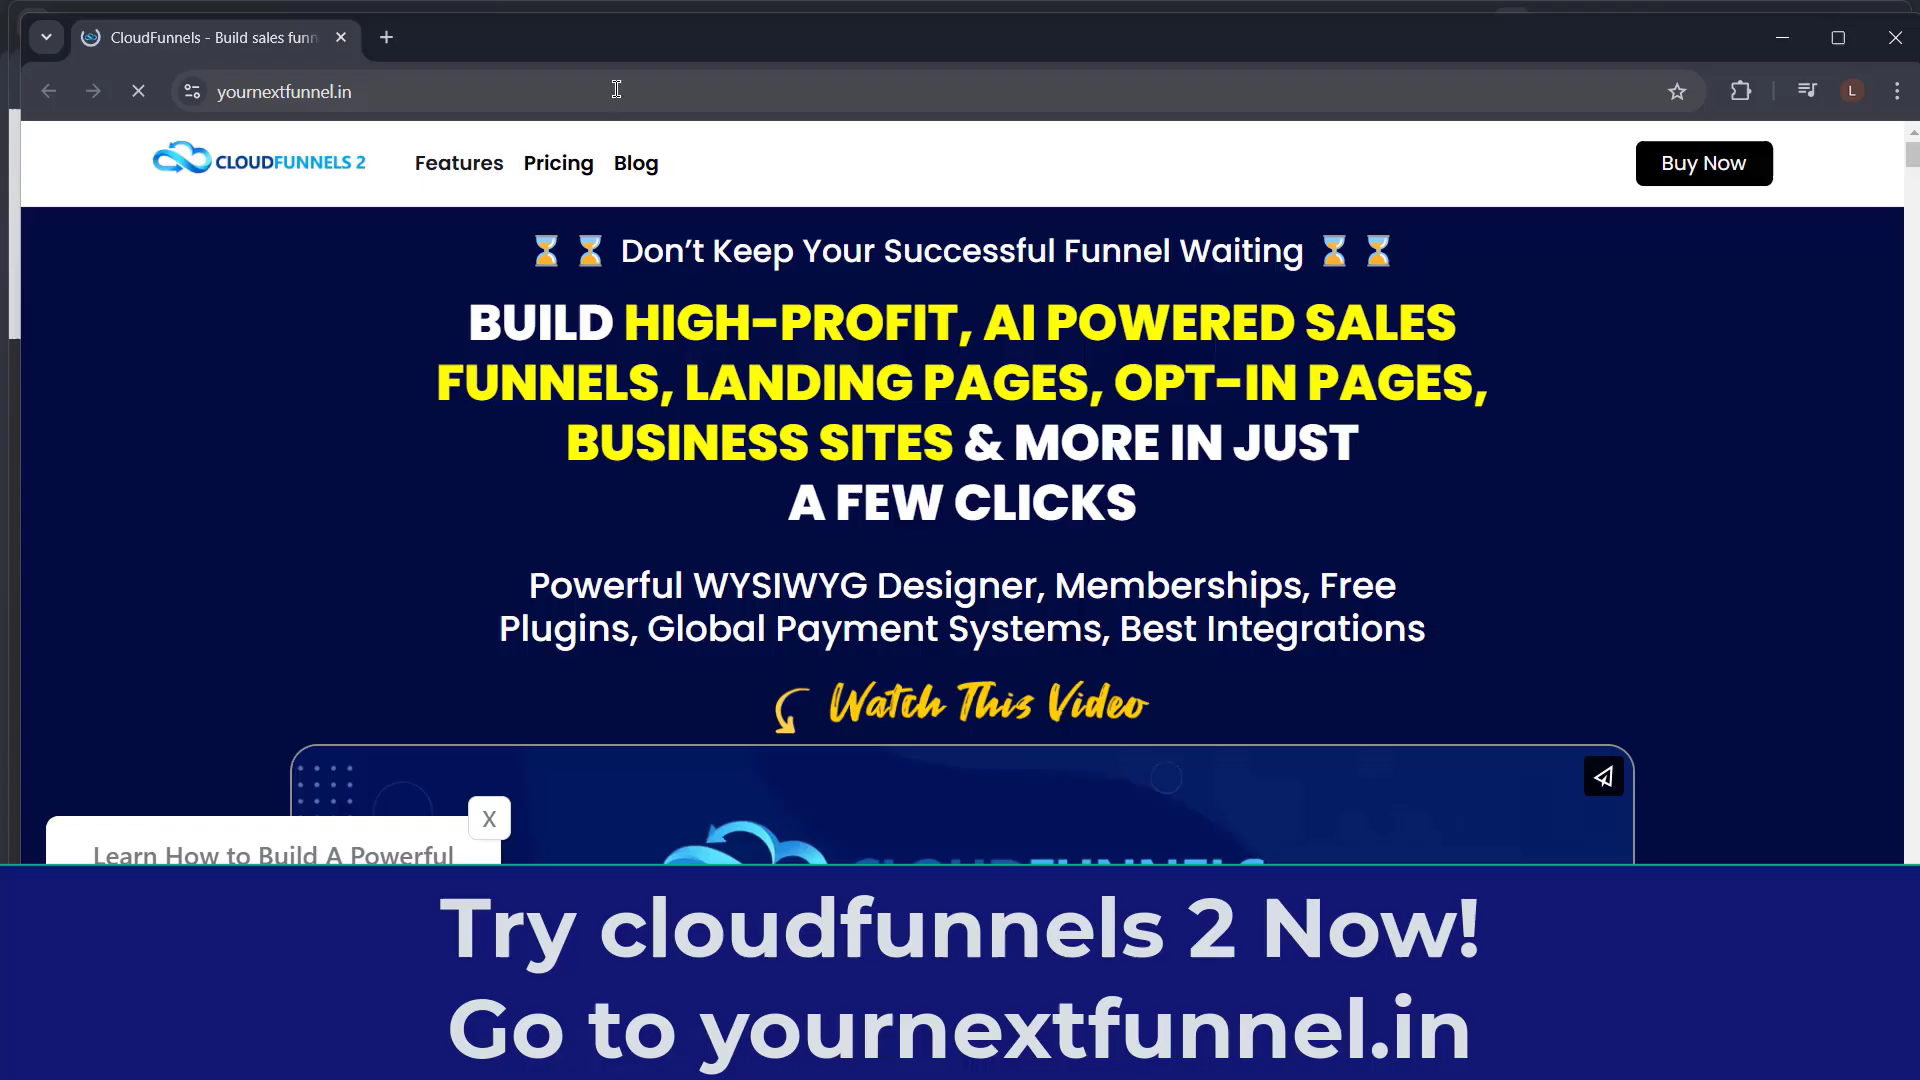 CloudFunnels - Build sales funn
yournextfunnel.in
L
CLOUDFUNNELS 2
Features
Pricing
Blog
Buy Now
⏳ ⏳ Don’t Keep Your Successful Funnel Waiting ⏳ ⏳
BUILD HIGH-PROFIT, AI POWERED SALES
FUNNELS, LANDING PAGES, OPT-IN PAGES,
BUSINESS SITES & MORE IN JUST
A FEW CLICKS
Powerful WYSIWYG Designer, Memberships, Free
Plugins, Global Payment Systems, Best Integrations
Watch This Video
X
Learn How to Build A Powerful
CLOUDFUNNELS
Try cloudfunnels 2 Now!
Go to yournextfunnel.in